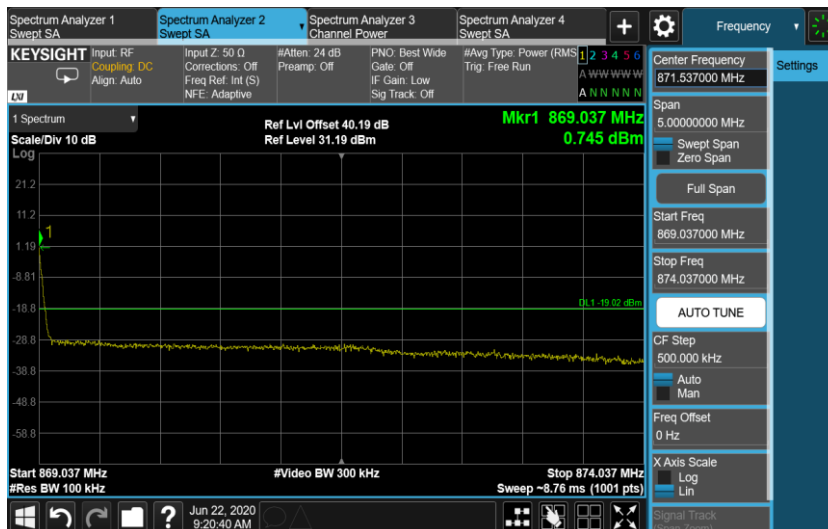 Spectrum Analyzer 1
Swept SA
Spectrum Analyzer 2
Swept SA
Spectrum Analyzer 3
Channel Power
Spectrum Analyzer 4
Swept SA
+
Frequency
KEYSIGHT
LXI
Input: RF
Coupling: DC
Align: Auto
Input Z: 50 Ω
Corrections: Off
Freq Ref: Int (S)
NFE: Adaptive
#Atten: 24 dB
Preamp: Off
PNO: Best Wide
Gate: Off
IF Gain: Low
Sig Track: Off
#Avg Type: Power (RMS
Trig: Free Run
1 2 3 4 5 6
A W W W W W
A N N N N N
Center Frequency
871.537000 MHz
Settings
Span
5.00000000 MHz
Swept Span
Zero Span
Full Span
Start Freq
869.037000 MHz
Stop Freq
874.037000 MHz
AUTO TUNE
CF Step
500.000 kHz
Auto
Man
Freq Offset
0 Hz
X Axis Scale
Log
Lin
Signal Track
(Span Zoom)
1 Spectrum
Scale/Div 10 dB
Log
Ref Lvl Offset 40.19 dB
Ref Level 31.19 dBm
Mkr1 869.037 MHz
0.745 dBm
21.2
11.2
1
1.19
-8.81
DL1 -19.02 dBm
-18.8
-28.8
-38.8
-48.8
-58.8
Start 869.037 MHz
#Res BW 100 kHz
#Video BW 300 kHz
Stop 874.037 MHz
Sweep ~8.76 ms (1001 pts)
?
Jun 22, 2020
9:20:40 AM